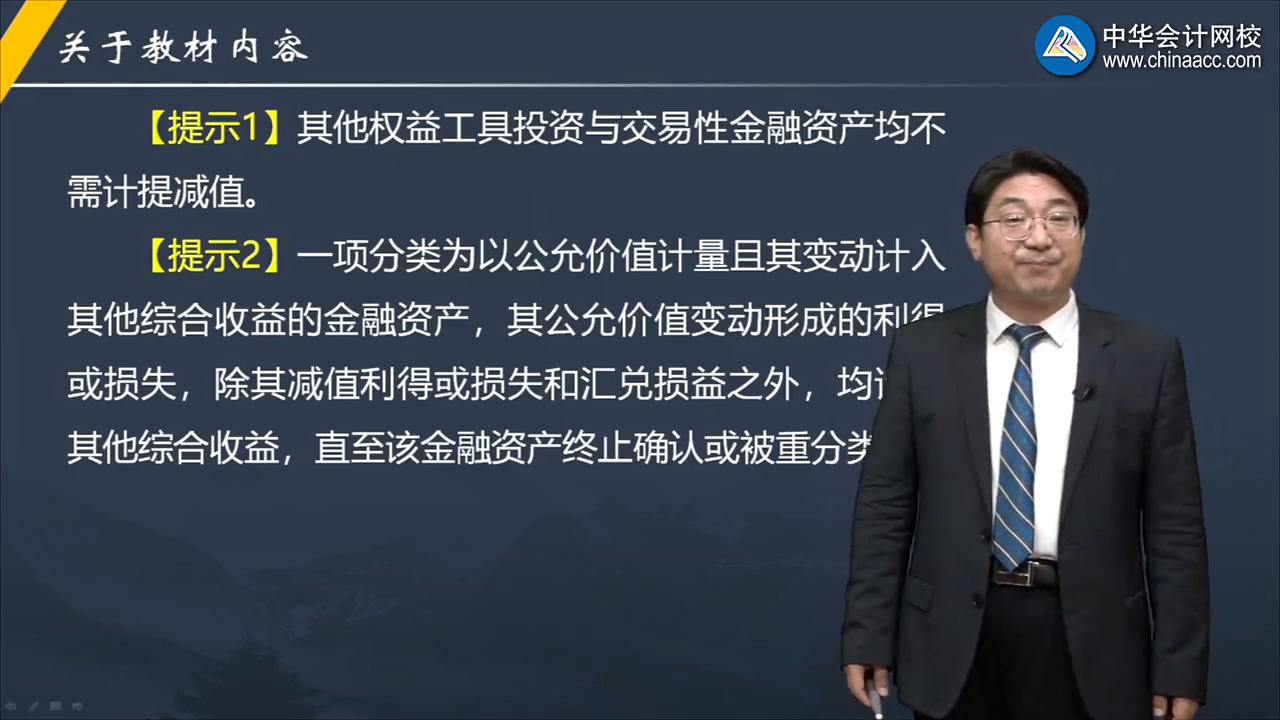 关于教材内容
中华会计网校
www.chinaacc.com
【提示1】其他权益工具投资与交易性金融资产均不
需计提减值。
【提示2】一项分类为以公允价值计量且其变动计入
其他综合收益的金融资产，其公允价值变动形成的利得
或损失，除其减值利得或损失和汇兑损益之外，均
其他综合收益，直至该金融资产终止确认或被重分类